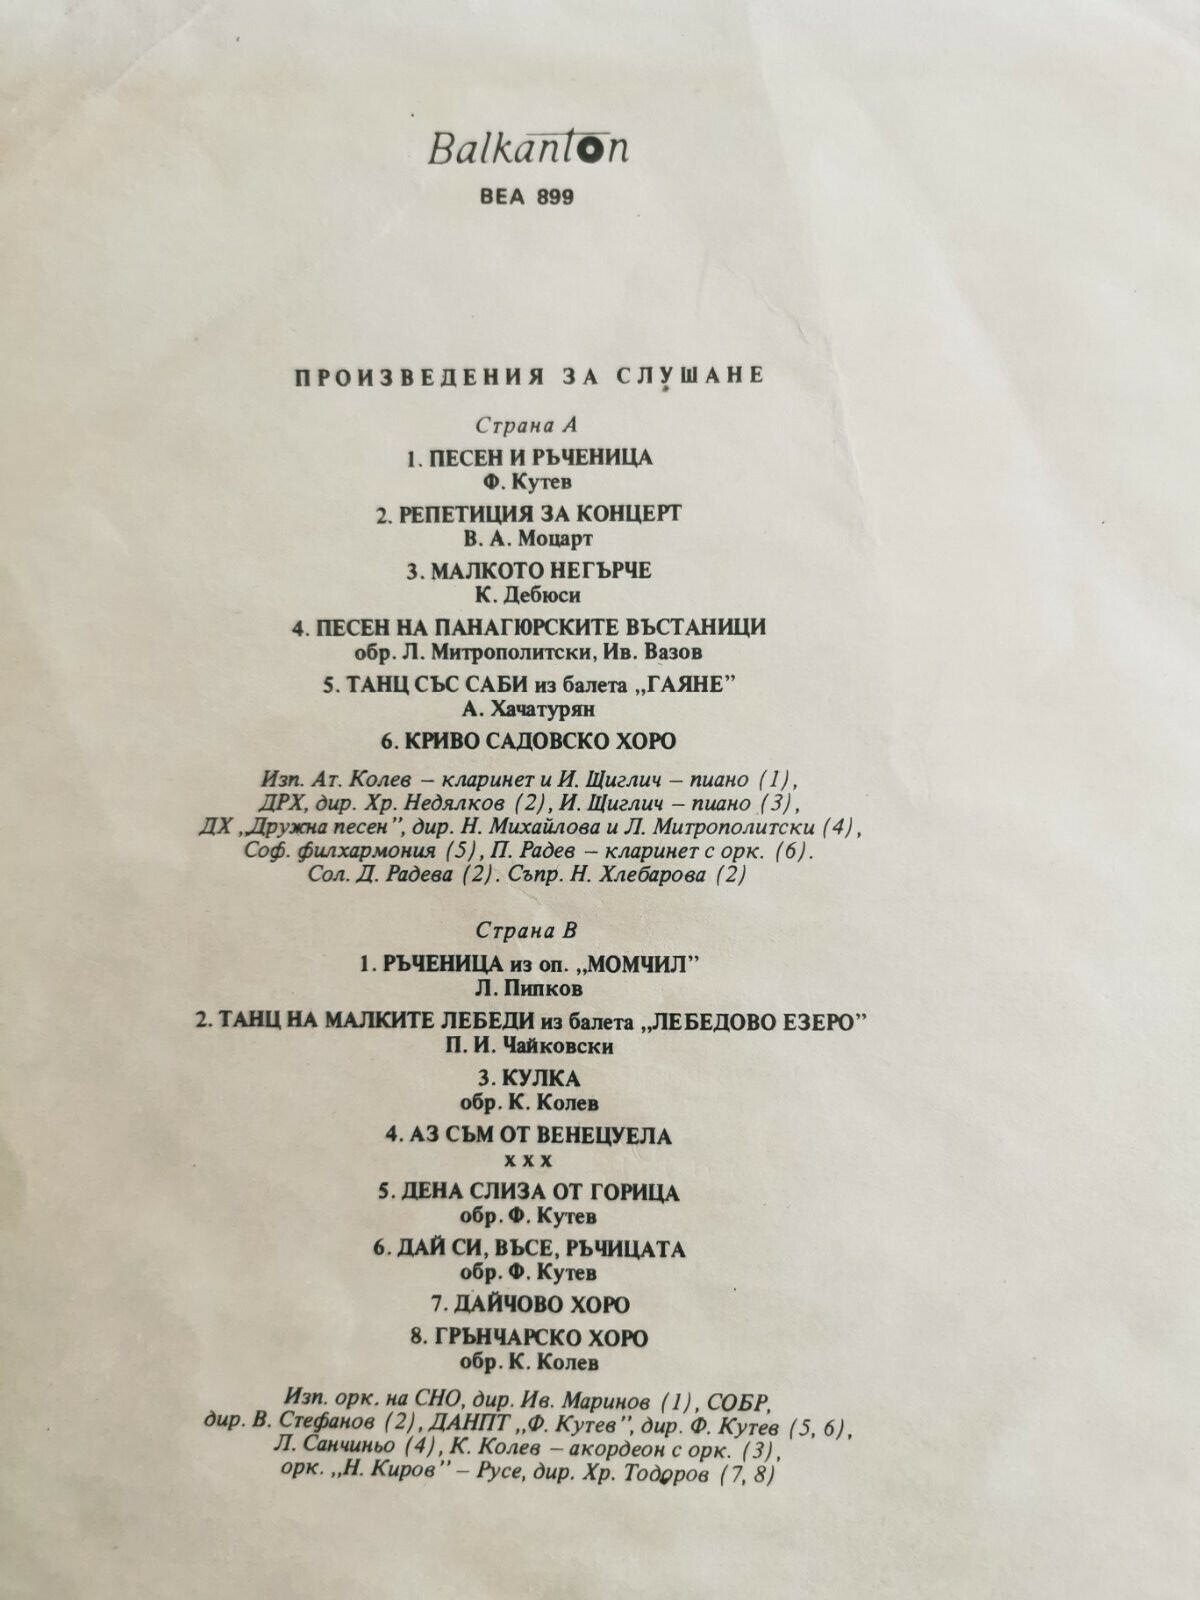 Balkanton
ВЕА 899
ПРОИЗВЕДЕНИЯ ЗА СЛУШАНЕ
Страна А
1. ПЕСЕН И РЪЧЕНИЦА
Ф. Кутев
2. РЕПЕТИЦИЯ ЗА КОНЦЕРТ
В. А. Моцарт
3. МАЛКОТО НЕГЪРЧЕ
К. Дебюси
4. ПЕСЕН НА ПАНАГЮРСКИТЕ ВЪСТАНИЦИ
обр. Л. Митрополитски, Ив. Вазов
5. ТАНЦ СЪС САБИ из балета „ГАЯНЕ”
А. Хачатурян
6. КРИВО САДОВСКО ХОРО
Изп. Ат. Колев – кларинет и И. Щиглич – пиано (1),
ДРХ, дир. Хр. Недялков (2), И. Щиглич – пиано (3),
ДХ „Дружна песен”, дир. Н. Михайлова и Л. Митрополитски (4),
Соф. филхармония (5), П. Радев – кларинет с орк. (6).
Сол. Д. Радева (2). Съпр. Н. Хлебарова (2)
Страна В
1. РЪЧЕНИЦА из оп. „МОМЧИЛ”
Л. Пипков
2. ТАНЦ НА МАЛКИТЕ ЛЕБЕДИ из балета „ЛЕБЕДОВО ЕЗЕРО”
П. И. Чайковски
3. КУЛКА
обр. К. Колев
4. АЗ СЪМ ОТ ВЕНЕЦУЕЛА
х х х
5. ДЕНА СЛИЗА ОТ ГОРИЦА
обр. Ф. Кутев
6. ДАЙ СИ, ВЪСЕ, РЪЧИЦАТА
обр. Ф. Кутев
7. ДАЙЧОВО ХОРО
8. ГРЪНЧАРСКО ХОРО
обр. К. Колев
Изп. орк. на СНО, дир. Ив. Маринов (1), СОБР,
дир. В. Стефанов (2), ДАНПТ „Ф. Кутев”, дир. Ф. Кутев (5, 6),
Л. Санчиньо (4), К. Колев – акордеон с орк. (3),
орк. „Н. Киров” – Русе, дир. Хр. Тодоров (7, 8)